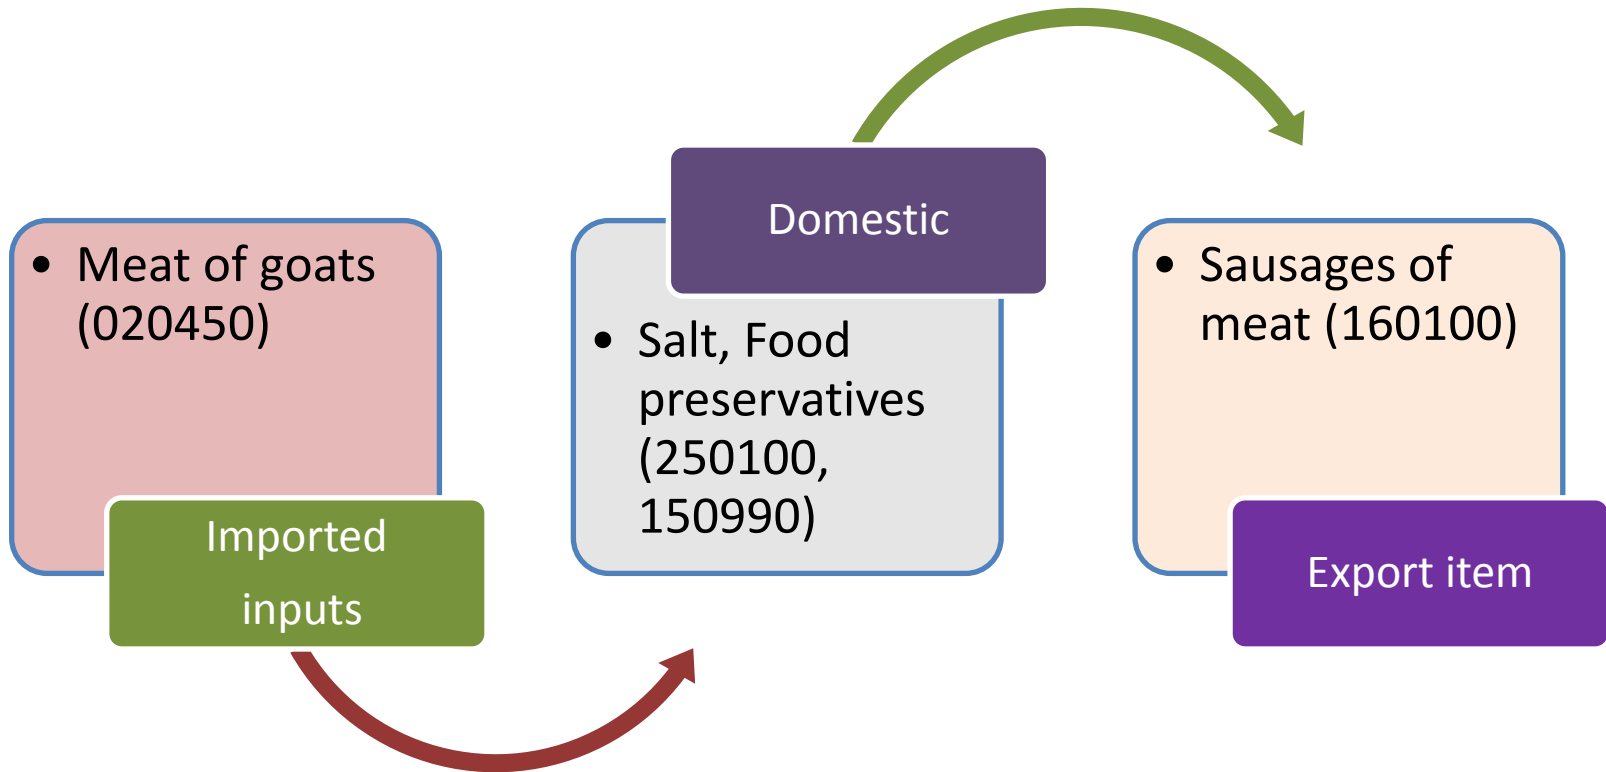 • Meat of goats
(020450)
Imported
inputs
Domestic
• Salt, Food
preservatives
(250100,
150990)
• Sausages of
meat (160100)
Export item